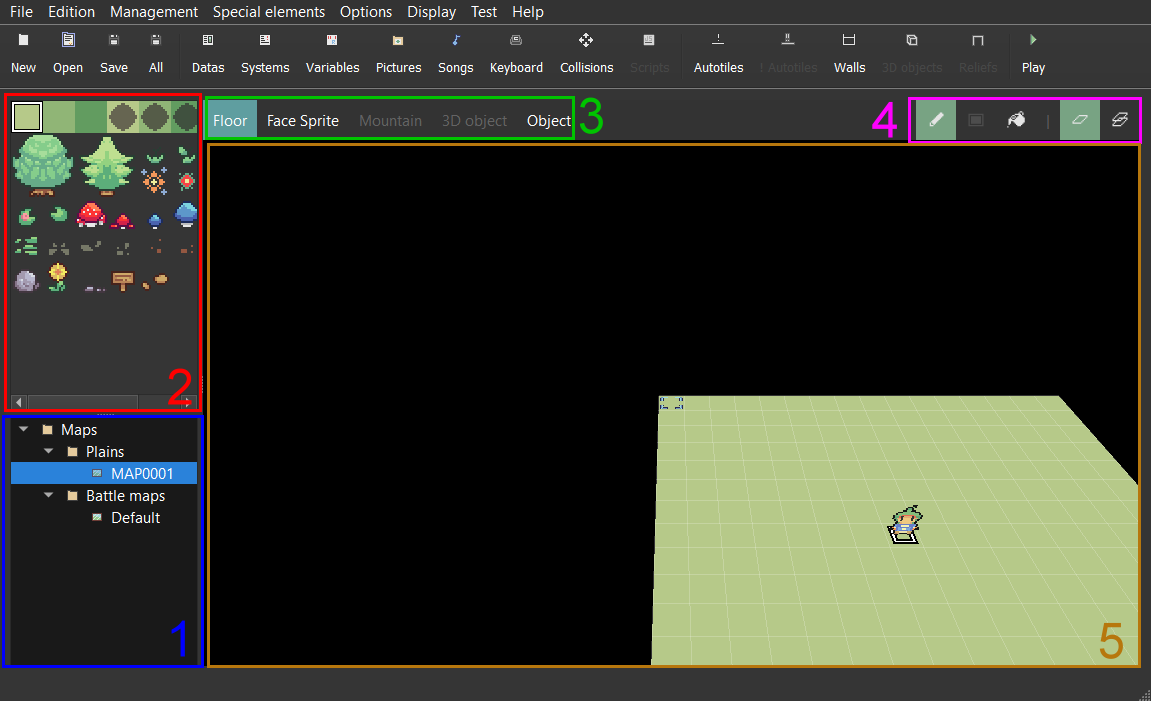 File Edition Management Special elements Options Display Test Help
New Open Save All Datas Systems Variables Pictures Songs Keyboard Collisions Scripts Autotiles ! Autotiles Walls 3D objects Reliefs Play
Floor Face Sprite Mountain 3D object Object 3 4
2
Maps
Plains
MAP0001
Battle maps
Default
1
5